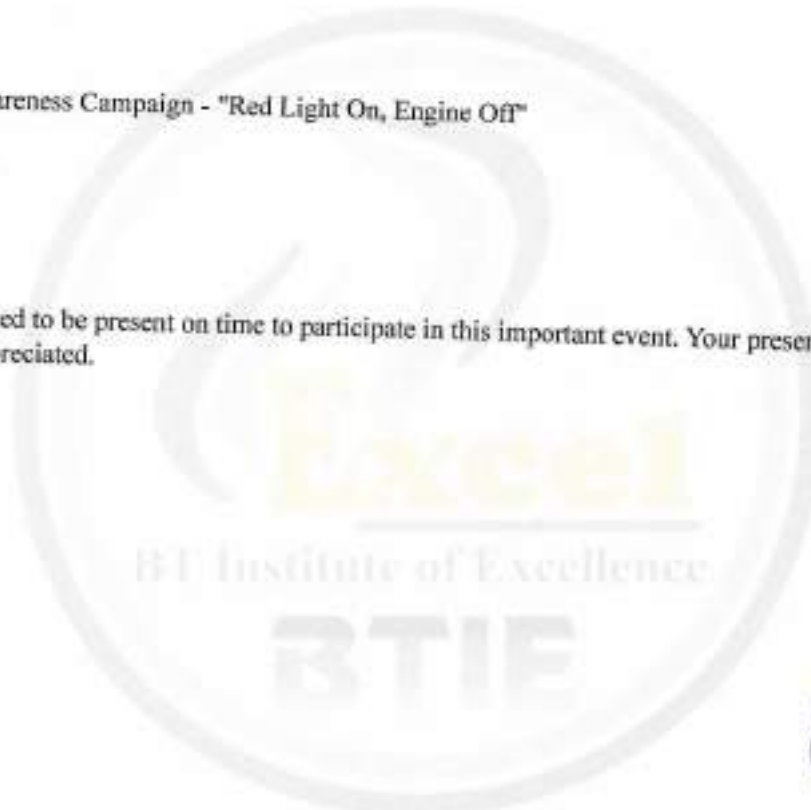 areness Campaign - "Red Light On, Engine Off"
ed to be present on time to participate in this important event. Your presen
reciated.
Excel
BT Institute of Excellence
BTIE